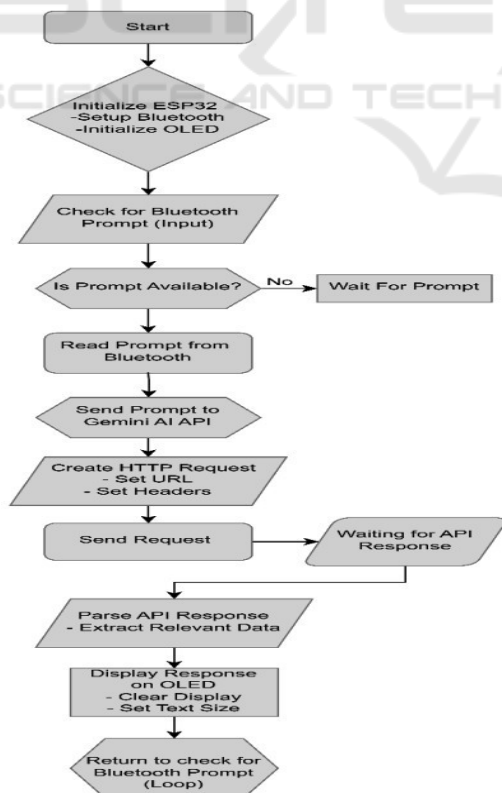 Start
SCIENCE AND TECH
Initialize ESP32
-Setup Bluetooth
-Initialize OLED
Check for Bluetooth
Prompt (Input)
Is Prompt Available?
No
Wait For Prompt
Read Prompt from
Bluetooth
Send Prompt to
Gemini AI API
Create HTTP Request
- Set URL
- Set Headers
Send Request
Waiting for API
Response
Parse API Response
- Extract Relevant Data
Display Response
on OLED
- Clear Display
- Set Text Size
Return to check for
Bluetooth Prompt
(Loop)